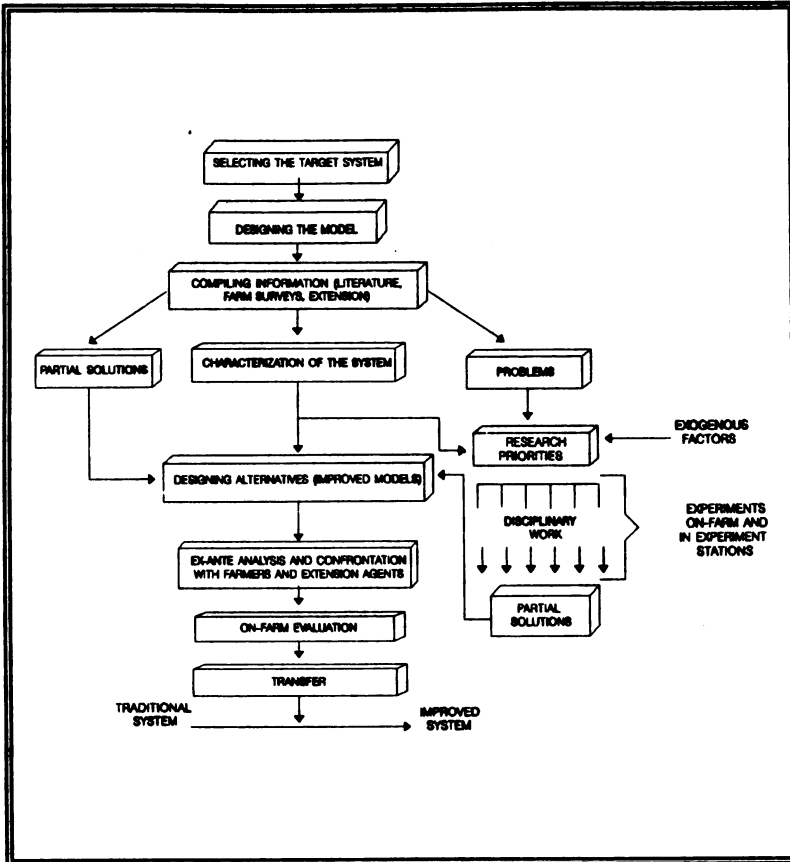 SELECTING THE TARGET SYSTEM
DESIGNING THE MODEL
COMPILING INFORMATION (LITERATURE,
FARM SURVEYS, EXTENSION)
PARTIAL SOLUTIONS
CHARACTERIZATION OF THE SYSTEM
PROBLEMS
RESEARCH
PRIORITIES
EXOGENOUS
FACTORS
DESIGNING ALTERNATIVES (IMPROVED MODELS)
DISCIPLINARY
WORK
EXPERIMENTS
ON-FARM AND
IN EXPERIMENT
STATIONS
EX-ANTE ANALYSIS AND CONFRONTATION
WITH FARMERS AND EXTENSION AGENTS
PARTIAL
SOLUTIONS
ON-FARM EVALUATION
TRANSFER
TRADITIONAL
SYSTEM
IMPROVED
SYSTEM